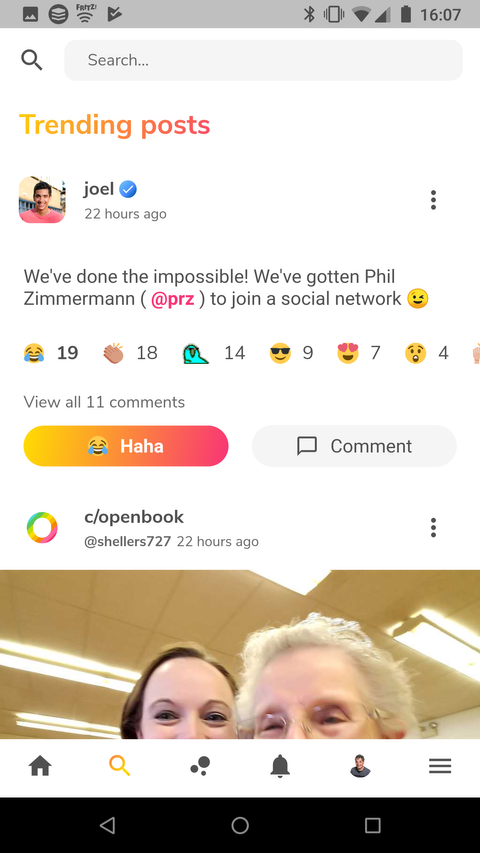 FRITZ!
16:07
Search...
Trending posts
joel
22 hours ago
We've done the impossible! We've gotten Phil
Zimmermann ( @prz ) to join a social network 😉
😂 19 👏 18 14 😎 9 😍 7 😲 4
View all 11 comments
😂 Haha
Comment
c/openbook
@shellers727 22 hours ago